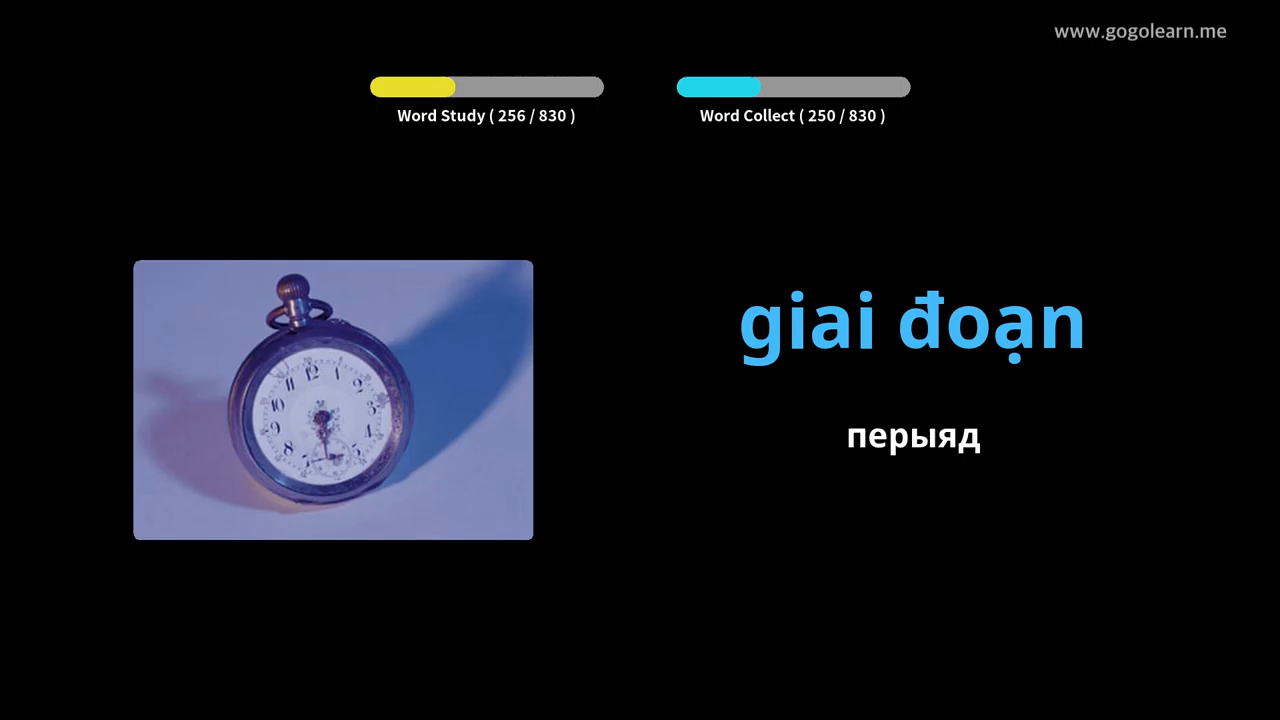 www.gogolearn.me
Word Study ( 256 / 830 )
Word Collect ( 250 / 830 )
giai đoạn
перыяд